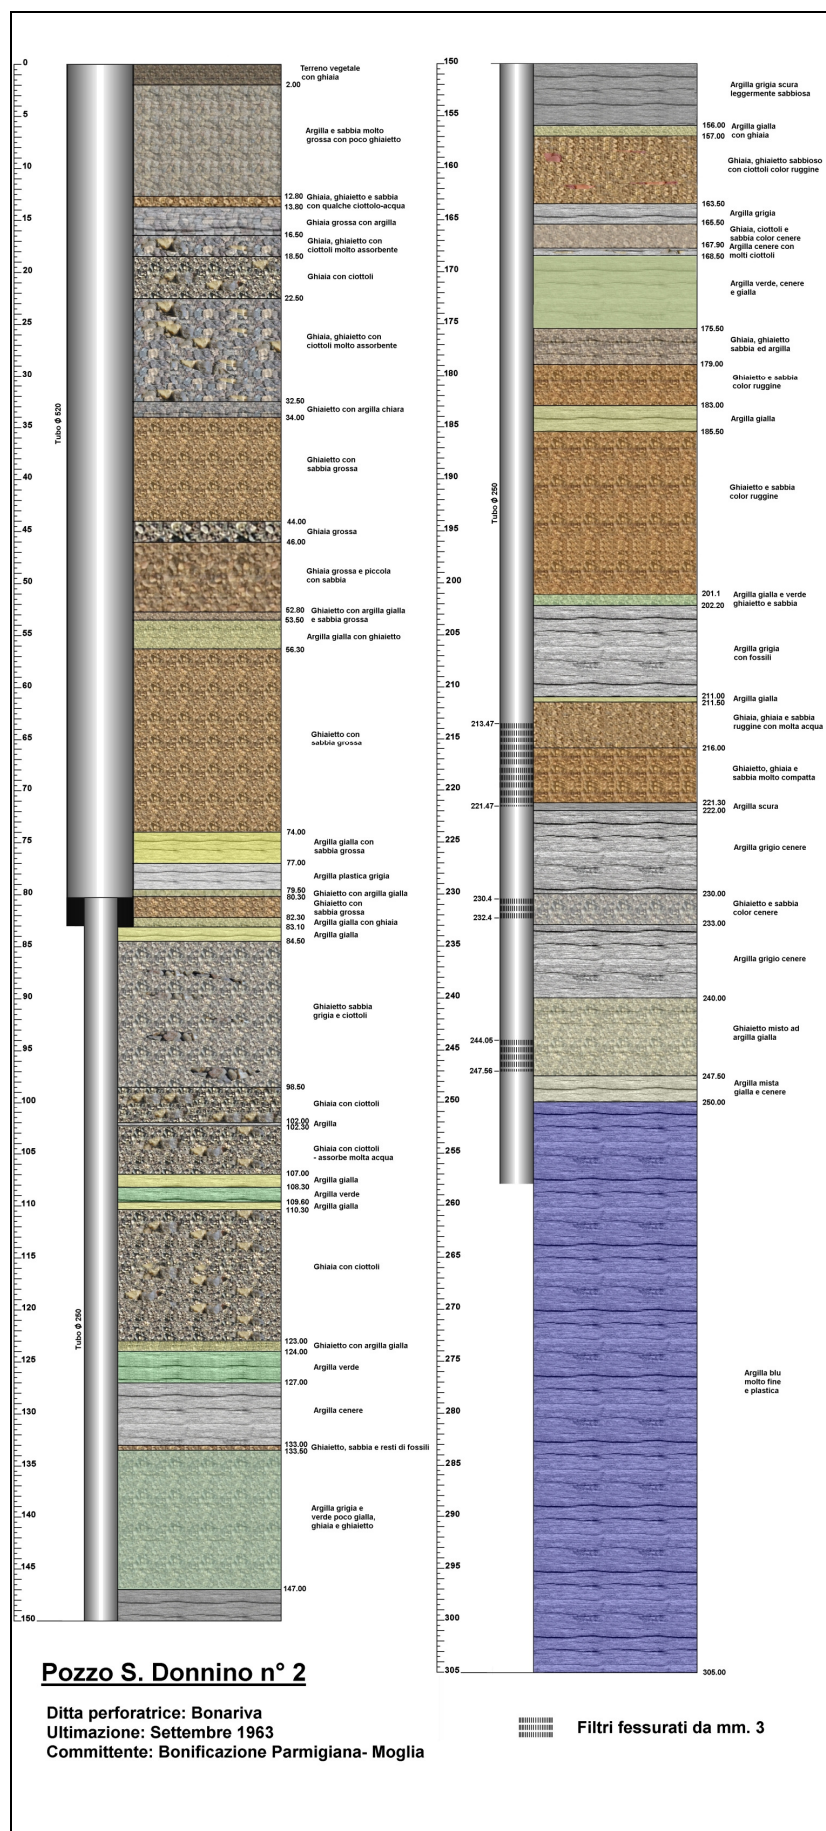 0
Terreno vegetale
con ghiaia
2.00
5
Argilla e sabbia molto
grossa con poco ghiaietto
10
12.80
Ghiaia, ghiaietto e sabbia
13.80
con qualche ciottolo-acqua
15
Ghiaia grossa con argilla
16.50
Ghiaia, ghiaietto con
ciottoli molto assorbente
18.50
20
Ghiaia con ciottoli
22.50
25
Ghiaia, ghiaietto con
ciottoli molto assorbente
30
32.50
Ghiaietto con argilla chiara
34.00
35
Tubo Φ 520
Ghiaietto con
sabbia grossa
40
44.00
45
Ghiaia grossa
46.00
Ghiaia grossa e piccola
con sabbia
50
52.80
Ghiaietto con argilla gialla
53.50
e sabbia grossa
55
Argilla gialla con ghiaietto
56.30
60
Ghiaietto con
sabbia grossa
65
70
74.00
75
Argilla gialla con
sabbia grossa
77.00
Argilla plastica grigia
79.50
Ghiaietto con argilla gialla
80
80.30
Ghiaietto con
sabbia grossa
82.30
Argilla gialla con ghiaia
83.10
Argilla gialla
84.50
85
90
Ghiaietto sabbia
grigia e ciottoli
95
98.50
100
Ghiaia con ciottoli
102.00
Argilla
102.30
105
Ghiaia con ciottoli
- assorbe molta acqua
107.00
Argilla gialla
108.30
Argilla verde
109.60
110
Argilla gialla
110.30
115
Ghiaia con ciottoli
120
Tubo Φ 250
123.00
Ghiaietto con argilla gialla
124.00
125
Argilla verde
127.00
130
Argilla cenere
133.00
Ghiaietto, sabbia e resti di fossili
133.50
135
Argilla grigia e
verde poco gialla,
ghiaia e ghiaietto
140
145
147.00
150
150
Argilla grigia scura
leggermente sabbiosa
155
156.00
Argilla gialla
157.00
con ghiaia
160
Ghiaia, ghiaietto sabbioso
con ciottoli color ruggine
163.50
165
Argilla grigia
165.50
Ghiaia, ciottoli e
sabbia color cenere
167.90
Argilla cenere con
168.50
molti ciottoli
170
Argilla verde, cenere
e gialla
175
175.50
Ghiaia, ghiaietto
sabbia ed argilla
179.00
180
Ghiaietto e sabbia
color ruggine
183.00
Argilla gialla
185
185.50
190
Tubo Φ 250
Ghiaietto e sabbia
color ruggine
195
200
201.1
Argilla gialla e verde
202.20
ghiaietto e sabbia
205
Argilla grigia
con fossili
210
211.00
Argilla gialla
211.50
213.47
Ghiaia, ghiaia e sabbia
ruggine con molta acqua
215
216.00
Ghiaietto, ghiaia e
sabbia molto compatta
220
221.30
221.47
Argilla scura
222.00
225
Argilla grigio cenere
230
230.00
230.4
Ghiaietto e sabbia
color cenere
232.4
233.00
235
Argilla grigio cenere
240
240.00
Ghiaietto misto ad
argilla gialla
244.05
245
247.56
247.50
Argilla mista
gialla e cenere
250
250.00
255
260
265
270
275
Argilla blu
molto fine
e plastica
280
285
290
295
300
305
305.00
Pozzo S. Donnino n° 2
Ditta perforatrice: Bonariva
Ultimazione: Settembre 1963
Committente: Bonificazione Parmigiana- Moglia
Filtri fessurati da mm. 3